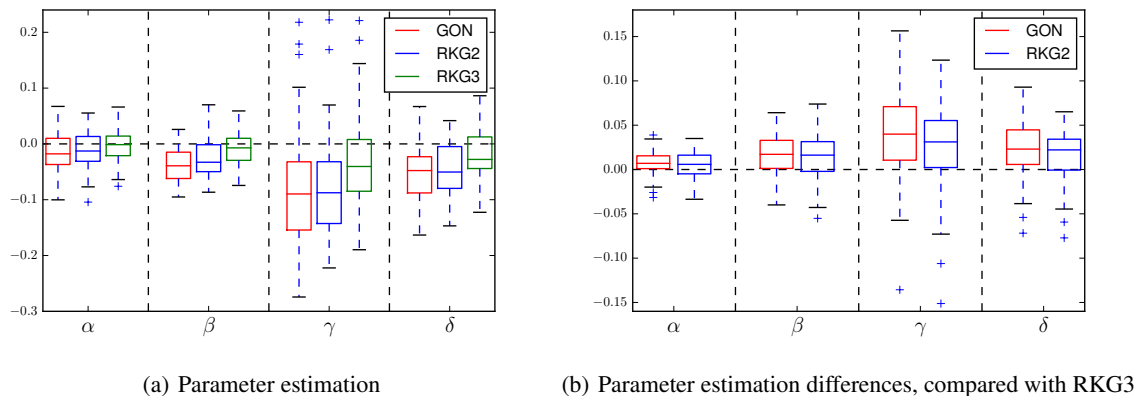 0.2
0.1
0.0
−0.1
−0.2
−0.3
α β γ δ
GON
RKG2
RKG3
(a) Parameter estimation
0.15
0.10
0.05
0.00
−0.05
−0.10
−0.15
α β γ δ
GON
RKG2
(b) Parameter estimation differences, compared with RKG3